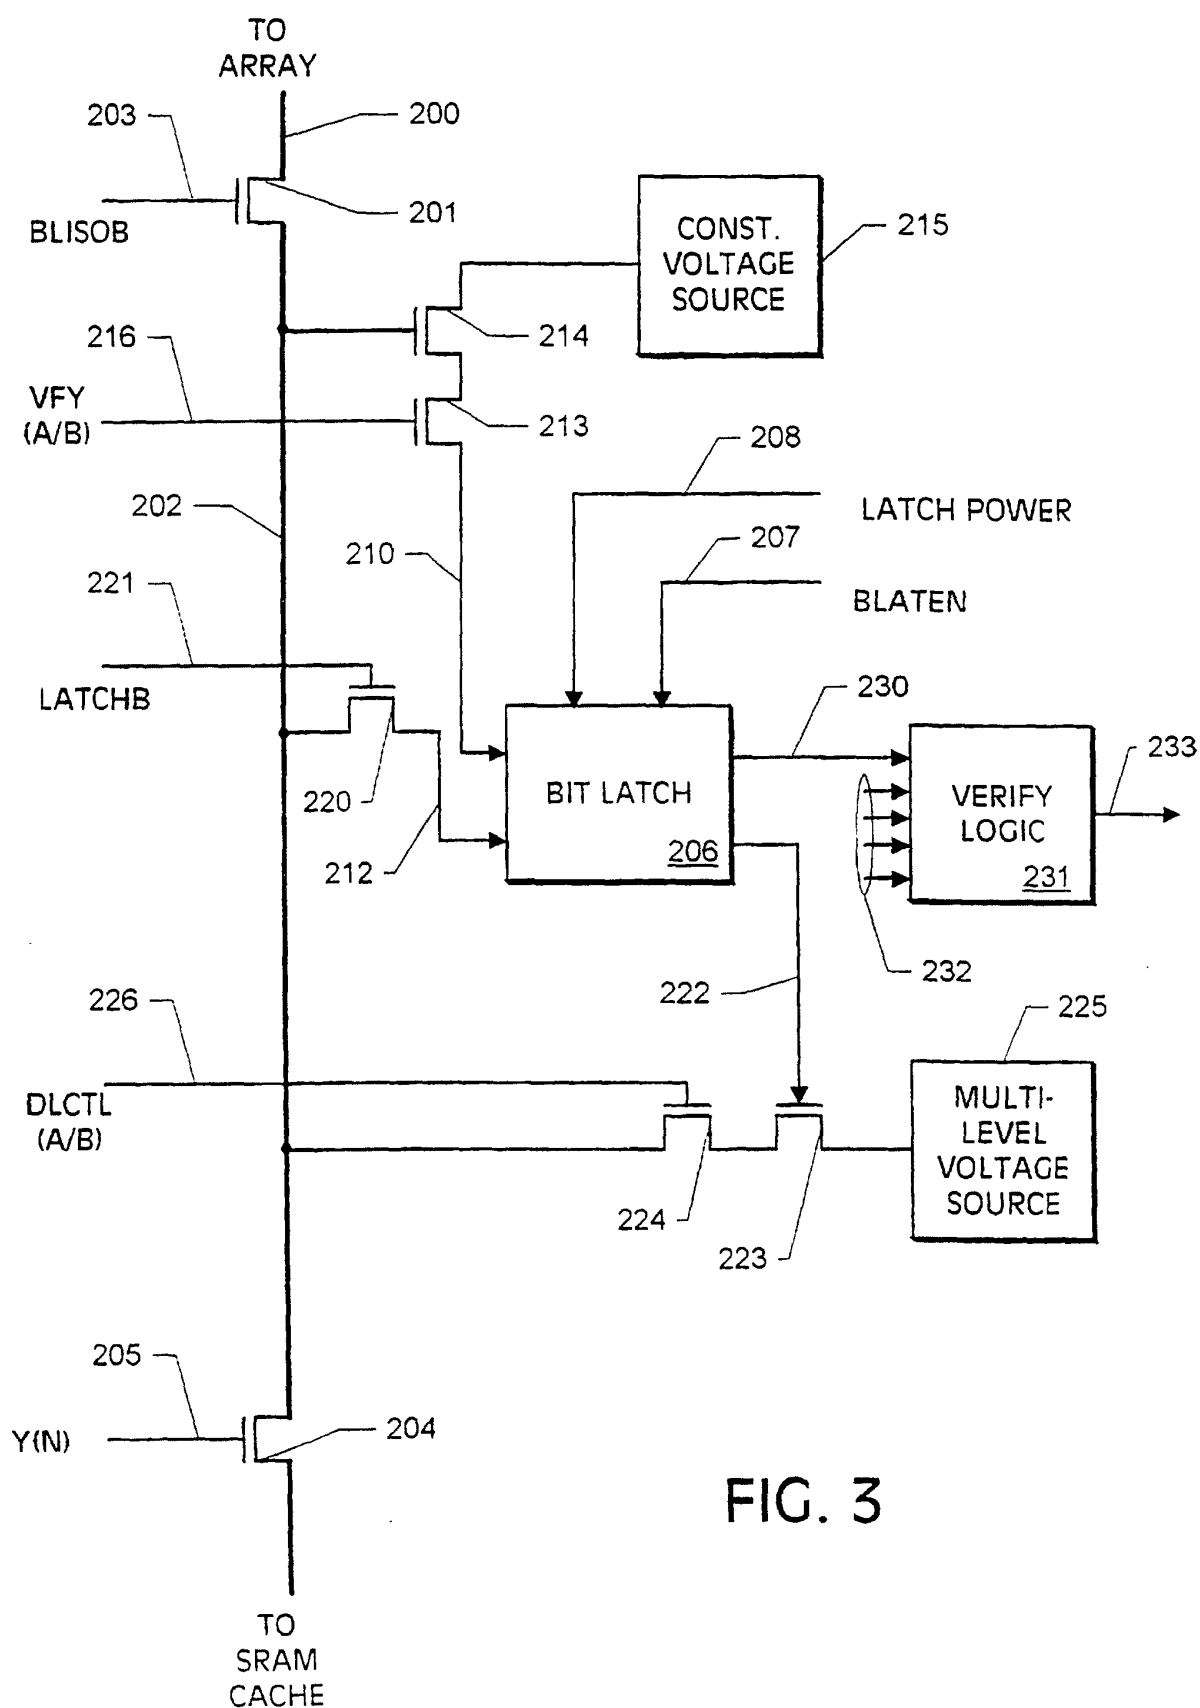 TO
ARRAY
203
200
BLISOB
201
CONST.
VOLTAGE
SOURCE
215
216
214
VFY
(A/B)
213
208
LATCH POWER
202
210
207
BLATEN
221
LATCHB
230
233
220
BIT LATCH
206
VERIFY
LOGIC
231
212
232
226
222
225
DLCTL
(A/B)
MULTI-
LEVEL
VOLTAGE
SOURCE
224
223
205
Y(N)
204
FIG. 3
TO
SRAM
CACHE